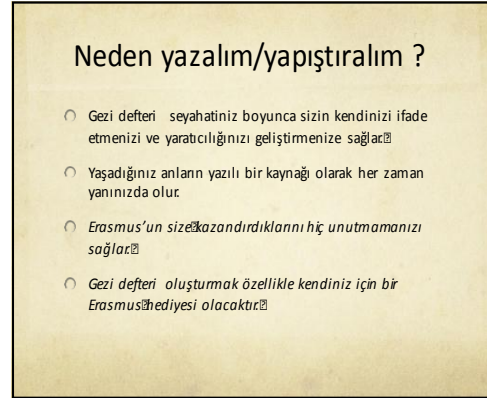 Neden yazalım/yapıştıralım ?
Gezi defteri seyahatiniz boyunca sizin kendinizi ifade
etmenizi ve yaratıcılığınızı geliştirmenize sağlar.
Yaşadığınız anların yazılı bir kaynağı olarak her zaman
yanınızda olur.
Erasmus'un size kazandırdıklarını hiç unutmamanızı
sağlar.
Gezi defteri oluşturmak özellikle kendiniz için bir
Erasmus hediyesi olacaktır.